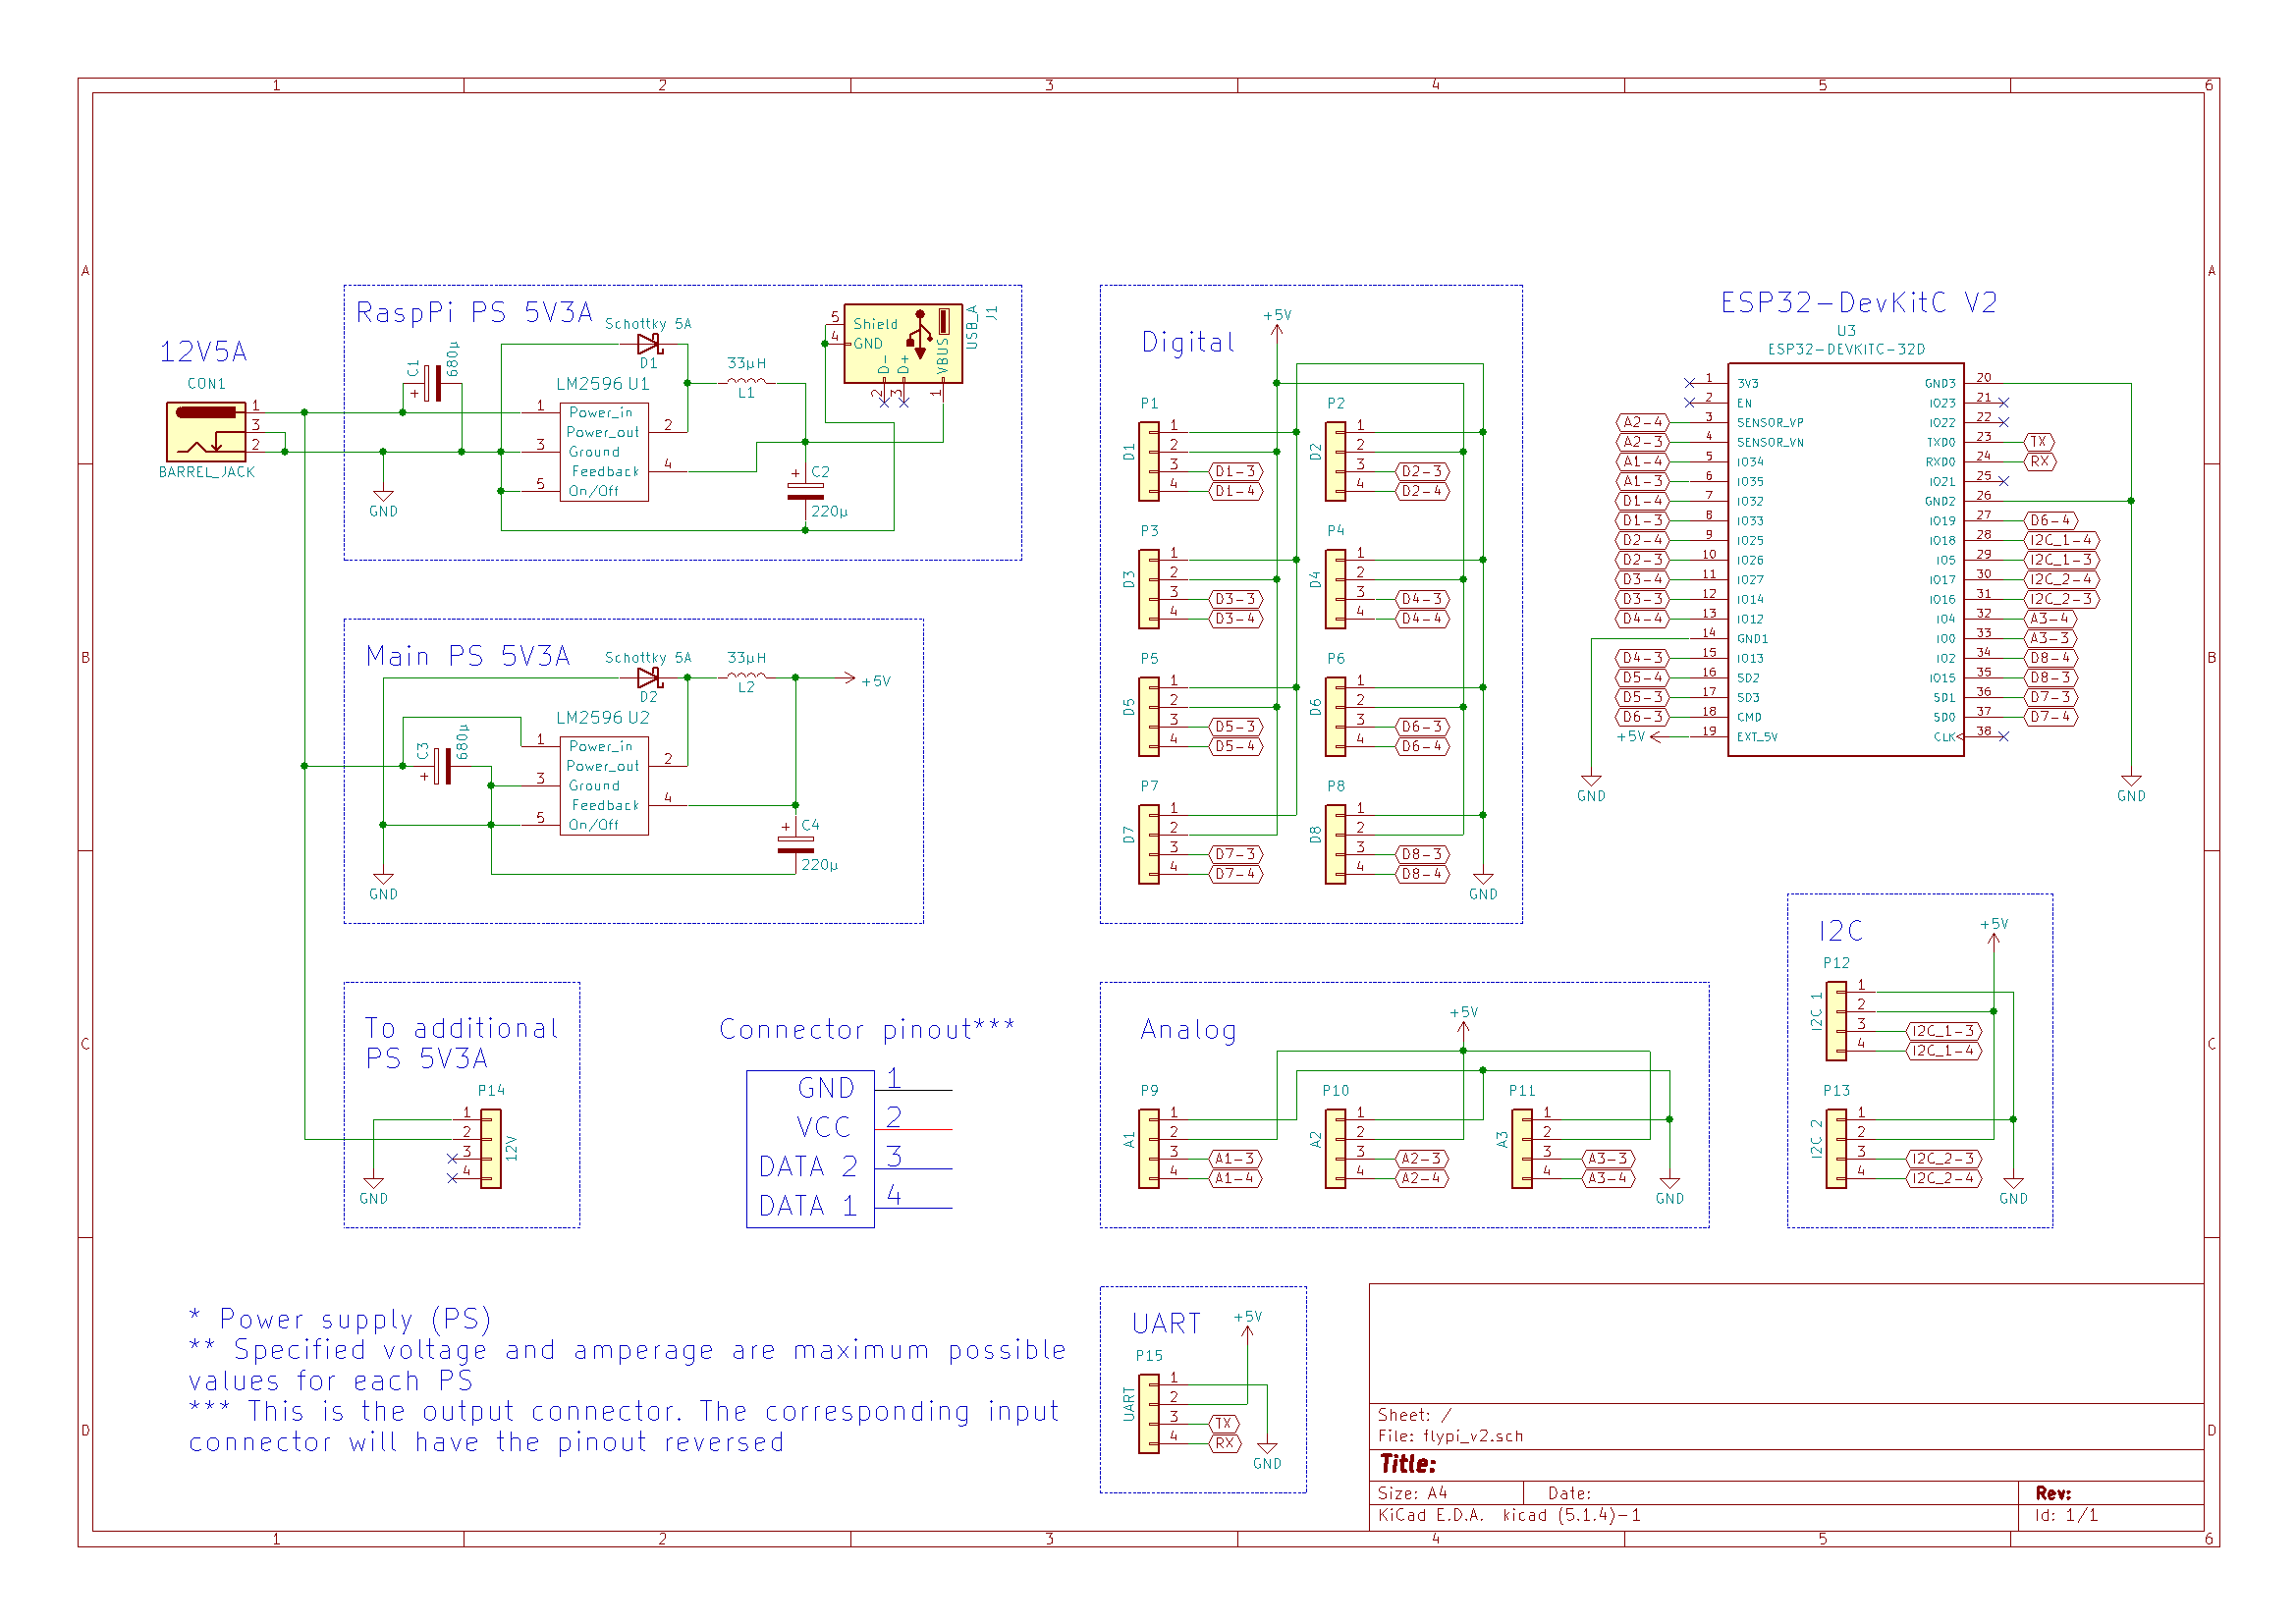 1 2 3 4 5 6
A A
B B
C C
D D
12V5A
CON1
BARREL_JACK
1
3
2
RaspPi PS 5V3A
Schottky 5A
D1
C1
680µ
+
GND
LM2596 U1
1 Power_in
Power_out 2
3 Ground
Feedback 4
5 On/Off
33µH
L1
+ C2
220µ
5 Shield
4 GND
D-
D+
VBUS
2
3
1
USB_A
J1
Main PS 5V3A
Schottky 5A
D2
33µH
L2
+5V
C3
680µ
+
LM2596 U2
1 Power_in
Power_out 2
3 Ground
Feedback 4
5 On/Off
+ C4
220µ
GND
To additional
PS 5V3A
P14
1
2
3
4
12V
GND
Connector pinout***
GND 1
VCC 2
DATA 2 3
DATA 1 4
Digital
+5V
P1
D1
1
2
3 D1-3
4 D1-4
P2
D2
1
2
3 D2-3
4 D2-4
P3
D3
1
2
3 D3-3
4 D3-4
P4
D4
1
2
3 D4-3
4 D4-4
P5
D5
1
2
3 D5-3
4 D5-4
P6
D6
1
2
3 D6-3
4 D6-4
P7
D7
1
2
3 D7-3
4 D7-4
P8
D8
1
2
3 D8-3
4 D8-4
GND
ESP32-DevKitC V2
U3
ESP32-DEVKITC-32D
1 3V3
2 EN
A2-4 3 SENSOR_VP
A2-3 4 SENSOR_VN
A1-4 5 IO34
A1-3 6 IO35
D1-4 7 IO32
D1-3 8 IO33
D2-4 9 IO25
D2-3 10 IO26
D3-4 11 IO27
D3-3 12 IO14
D4-4 13 IO12
14 GND1
D4-3 15 IO13
D5-4 16 SD2
D5-3 17 SD3
D6-3 18 CMD
+5V 19 EXT_5V
GND3 20
IO23 21
IO22 22
TXD0 23 TX
RXD0 24 RX
IO21 25
GND2 26
IO19 27 D6-4
IO18 28 I2C_1-4
IO5 29 I2C_1-3
IO17 30 I2C_2-4
IO16 31 I2C_2-3
IO4 32 A3-4
IO0 33 A3-3
IO2 34 D8-4
IO15 35 D8-3
SD1 36 D7-3
SD0 37 D7-4
CLK 38
GND
GND
Analog
+5V
P9
A1
1
2
3 A1-3
4 A1-4
P10
A2
1
2
3 A2-3
4 A2-4
P11
A3
1
2
3 A3-3
4 A3-4
GND
I2C
+5V
P12
I2C 1
1
2
3 I2C_1-3
4 I2C_1-4
P13
I2C 2
1
2
3 I2C_2-3
4 I2C_2-4
GND
* Power supply (PS)
** Specified voltage and amperage are maximum possible
values for each PS
*** This is the output connector. The corresponding input
connector will have the pinout reversed
UART
+5V
P15
UART
1
2
3 TX
4 RX
GND
Sheet: /
File: flypi_v2.sch
Title:
Size: A4 Date: Rev:
KiCad E.D.A. kicad (5.1.4)-1 Id: 1/1
1 2 3 4 5 6